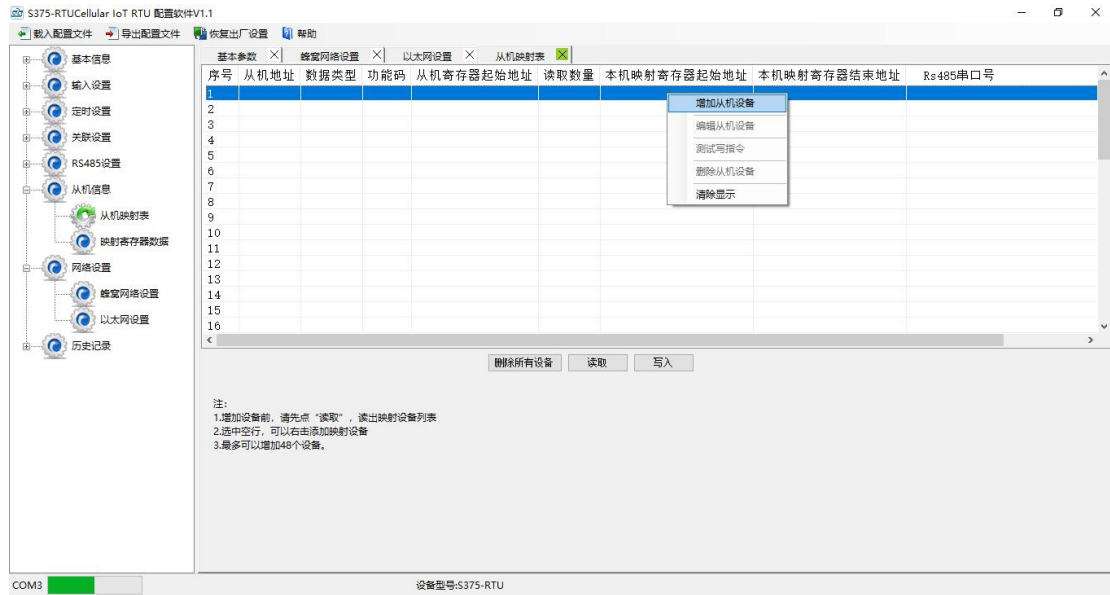 S375-RTUCellular IoT RTU 配置软件V1.1
载入配置文件 导出配置文件 恢复出厂设置 帮助
基本信息
输入设置
定时设置
关联设置
RS485设置
从机信息
从机映射表
映射寄存器数据
网络设置
蜂窝网络设置
以太网设置
历史记录
基本参数 蜂窝网络设置 以太网设置 从机映射表
序号 从机地址 数据类型 功能码 从机寄存器起始地址 读取数量 本机映射寄存器起始地址 本机映射寄存器结束地址 Rs485串口号
1
2
3
4
5
6
7
8
9
10
11
12
13
14
15
16
增加从机设备
编辑从机设备
测试写指令
删除从机设备
清除显示
删除所有设备 读取 写入
注:
1.增加设备前，请先点“读取”，读出映射设备列表
2.选中空行，可以右击添加映射设备
3.最多可以增加48个设备。
COM3 设备型号:S375-RTU